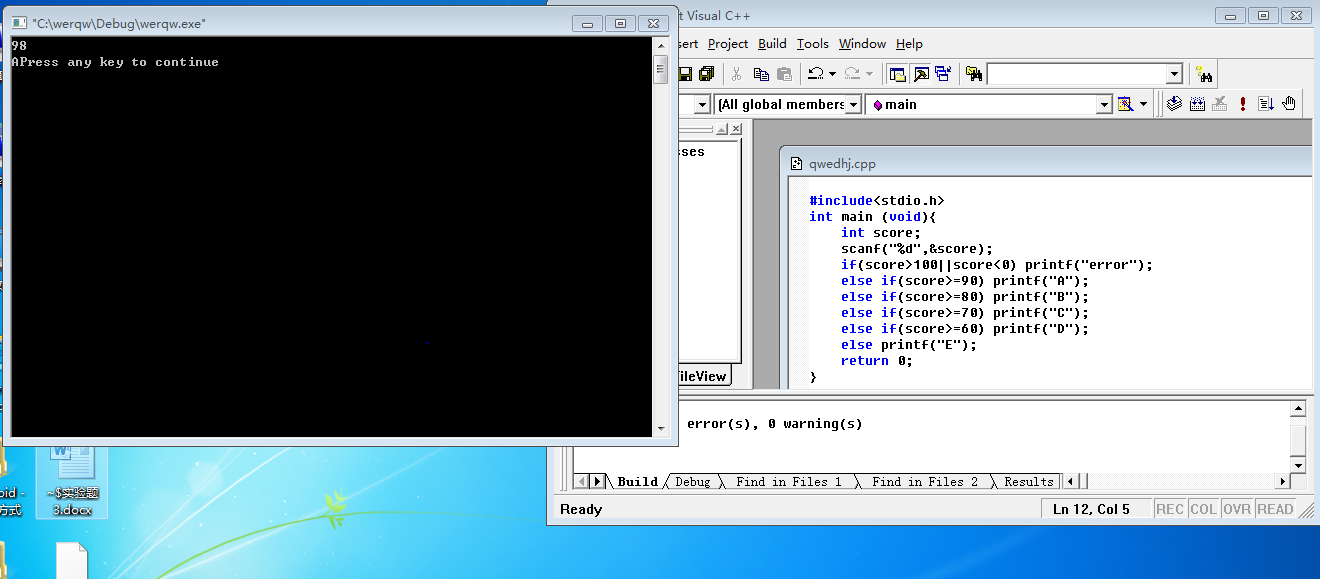 "C:\werqw\Debug\werqw.exe"
98
APress any key to continue
t Visual C++
sert Project Build Tools Window Help
(All global members main
sses
qwedhj.cpp
#include<stdio.h>
int main (void){
int score;
scanf("%d",&score);
if(score>100||score<0) printf("error");
else if(score>=90) printf("A");
else if(score>=80) printf("B");
else if(score>=70) printf("C");
else if(score>=60) printf("D");
else printf("E");
return 0;
}
FileView
error(s), 0 warning(s)
Build Debug Find in Files 1 Find in Files 2 Results
Ready
Ln 12, Col 5 REC COL OVR READ
oid -
方式
~$实验题
3.docx